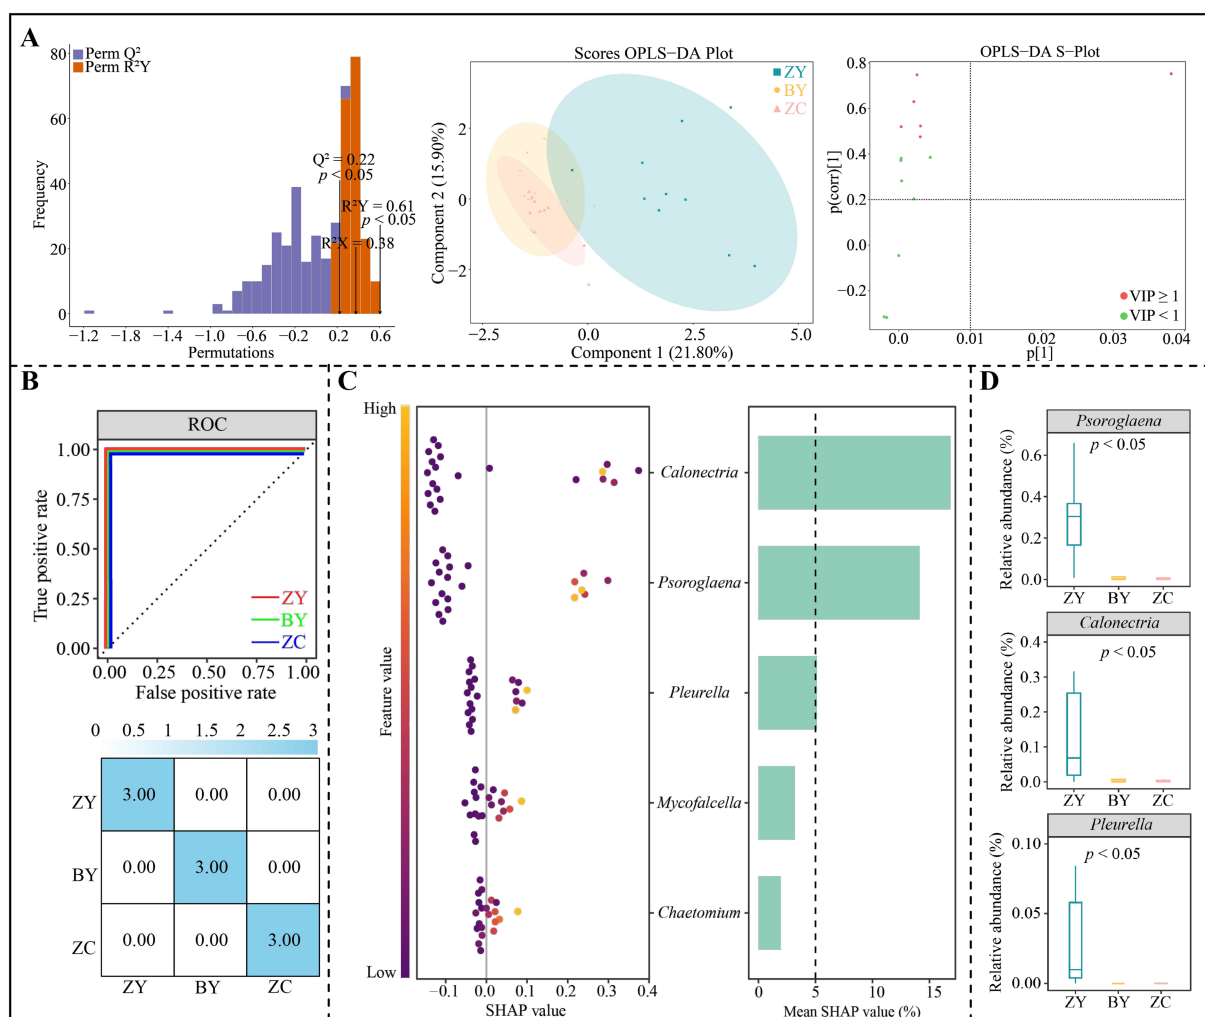 A
Perm Q²
Perm R²Y
80
60
40
20
0
Frequency
Q² = 0.22
p < 0.05
R²Y = 0.61
p < 0.05
R²X = 0.38
−1.2 −1.4 −1.0 −0.6 −0.2 0.2 0.6
Permutations
Scores OPLS−DA Plot
ZY
BY
ZC
2
0
−2
Component 2 (15.90%)
−2.5 0.0 2.5 5.0
Component 1 (21.80%)
OPLS−DA S−Plot
0.8
0.6
0.4
0.2
0.0
−0.2
p(corr)[1]
VIP ≥ 1
VIP < 1
0.0 0.01 0.02 0.03 0.04
p[1]
B
ROC
1.00
0.75
0.50
0.25
0.00
True positive rate
ZY
BY
ZC
0.00 0.25 0.50 0.75 1.00
False positive rate
0 0.5 1 1.5 2 2.5 3
ZY 3.00 0.00 0.00
BY 0.00 3.00 0.00
ZC 0.00 0.00 3.00
ZY BY ZC
C
High
Feature value
Low
Calonectria
Psoroglaena
Pleurella
Mycofalcella
Chaetomium
−0.1 0.0 0.1 0.2 0.3 0.4
SHAP value
0 5 10 15
Mean SHAP value (%)
D
Psoroglaena
p < 0.05
0.6
0.4
0.2
0.0
Relative abundance (%)
ZY BY ZC
Calonectria
p < 0.05
0.4
0.3
0.2
0.1
0.0
Relative abundance (%)
ZY BY ZC
Pleurella
p < 0.05
0.10
0.05
0.00
Relative abundance (%)
ZY BY ZC